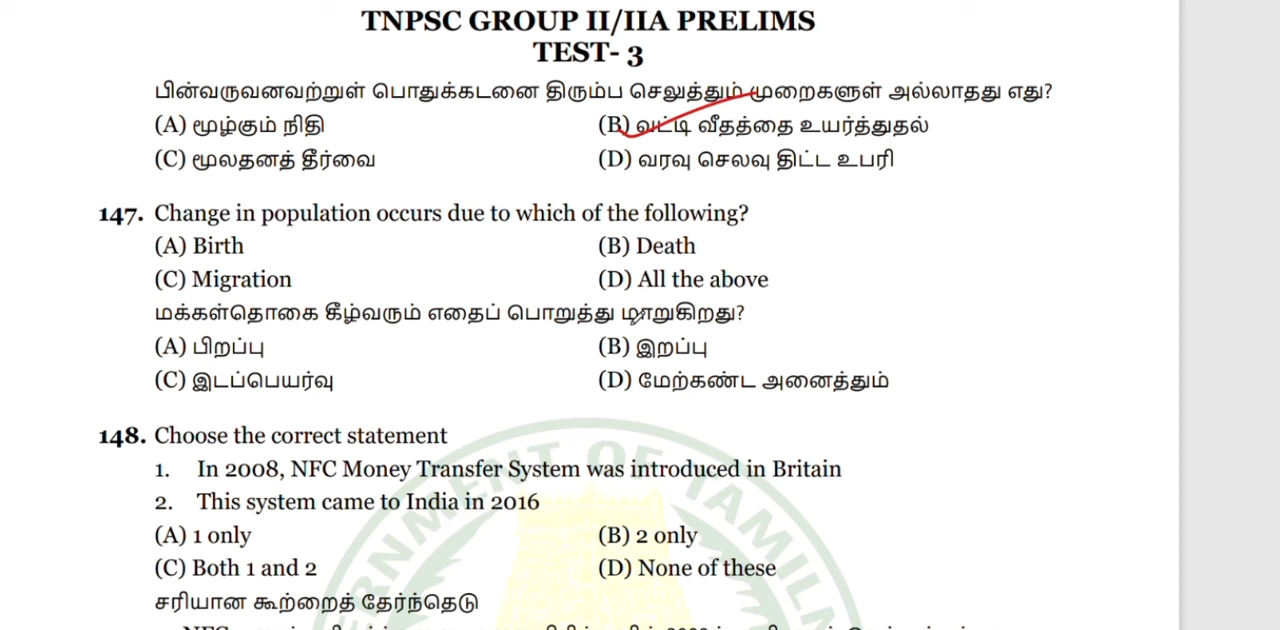 TNPSC GROUP II/IIA PRELIMS
TEST- 3
பின்வருவனவற்றுள் பொதுக்கடனை திரும்ப செலுத்தும் முறைகளுள் அல்லாதது எது?
(A) மூழ்கும் நிதி (B) வட்டி வீதத்தை உயர்த்துதல்
(C) மூலதனத் தீர்வை (D) வரவு செலவு திட்ட உபரி
147. Change in population occurs due to which of the following?
(A) Birth (B) Death
(C) Migration (D) All the above
மக்கள்தொகை கீழ்வரும் எதைப் பொறுத்து மாறுகிறது?
(A) பிறப்பு (B) இறப்பு
(C) இடப்பெயர்வு (D) மேற்கண்ட அனைத்தும்
148. Choose the correct statement
1. In 2008, NFC Money Transfer System was introduced in Britain
2. This system came to India in 2016
(A) 1 only (B) 2 only
(C) Both 1 and 2 (D) None of these
சரியான கூற்றைத் தேர்ந்தெடு